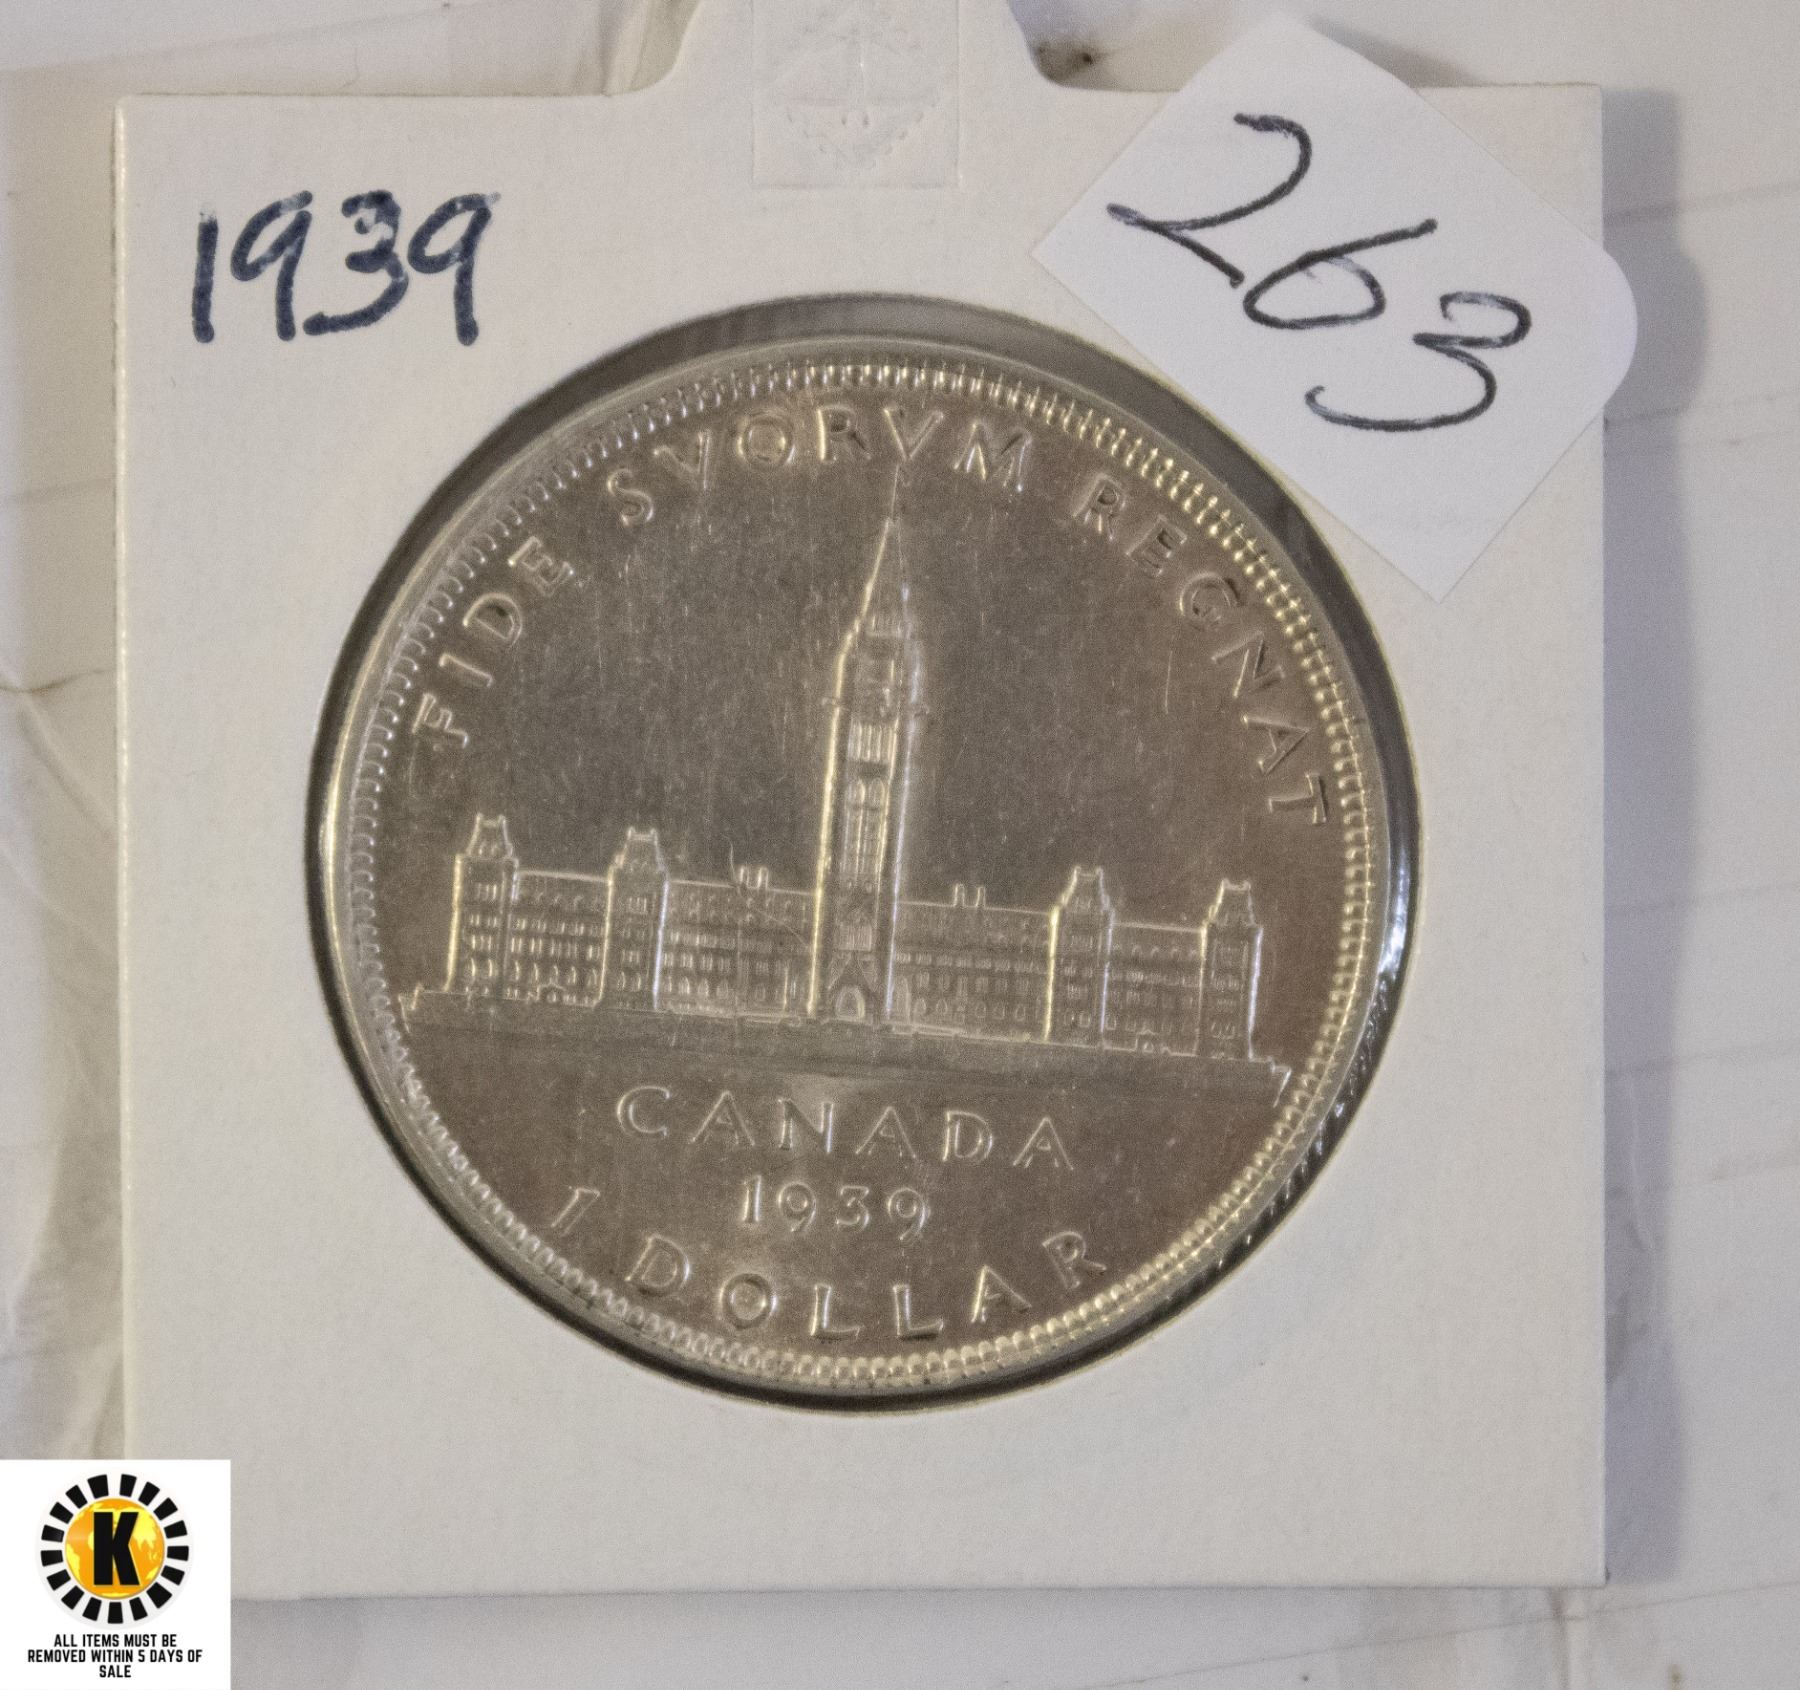 1939
263
FIDE SVORVM REGNAT
CANADA
1939
1 DOLLAR
K
ALL ITEMS MUST BE
REMOVED WITHIN 5 DAYS OF
SALE